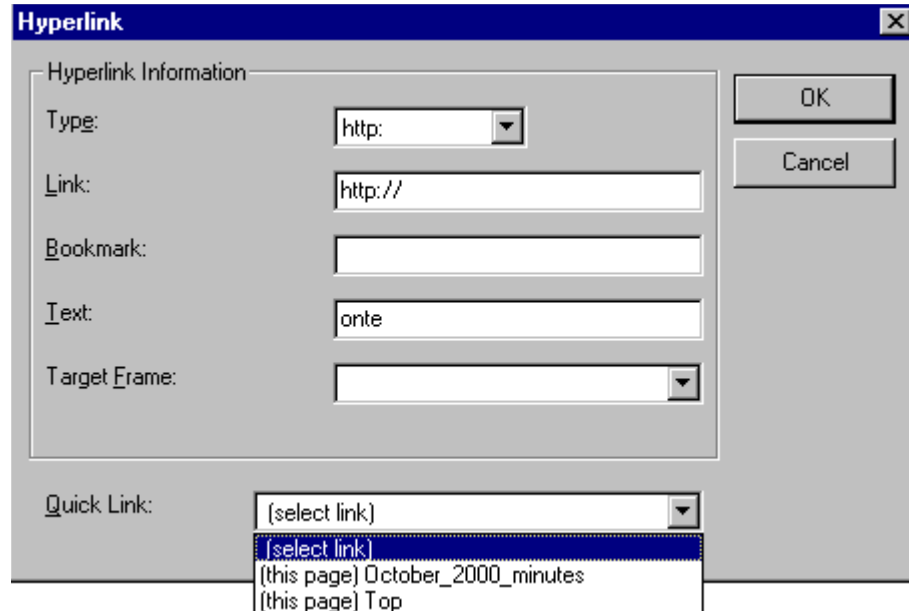 Hyperlink
Hyperlink Information
Type: http:
Link: http://
Bookmark:
Text: onte
Target Frame:
OK
Cancel
Quick Link: (select link)
(select link)
(this page) October_2000_minutes
(this page) Top